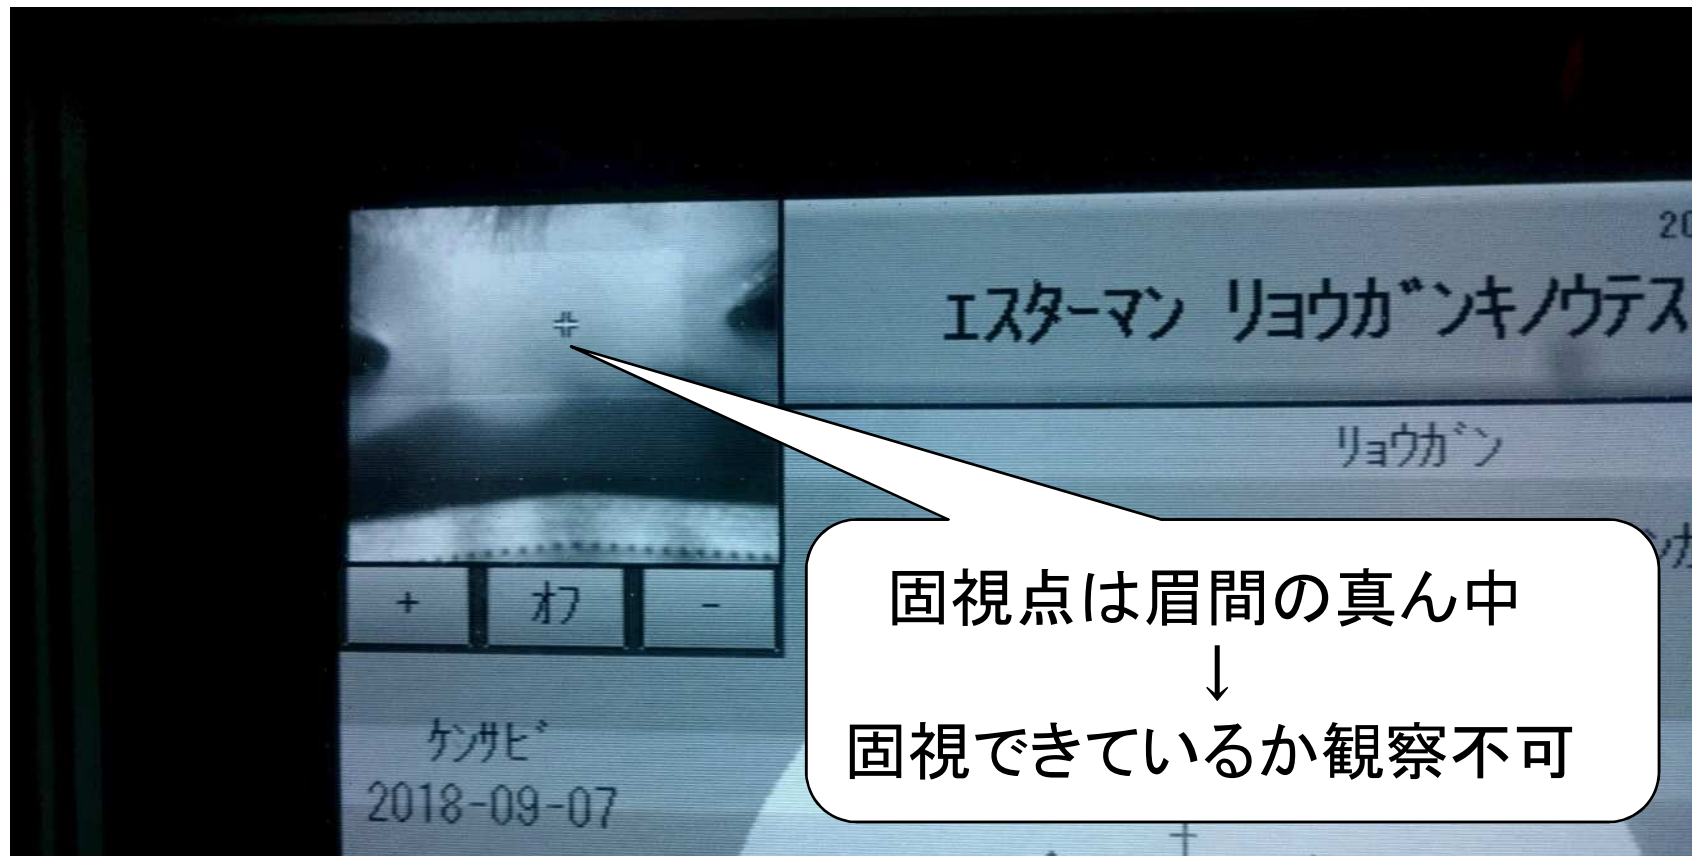 20
エスターマン リョウガンキノウテス
リョウガン
+ オフ -
固視点は眉間の真ん中
↓
固視できているか観察不可
ケンサビ
2018-09-07